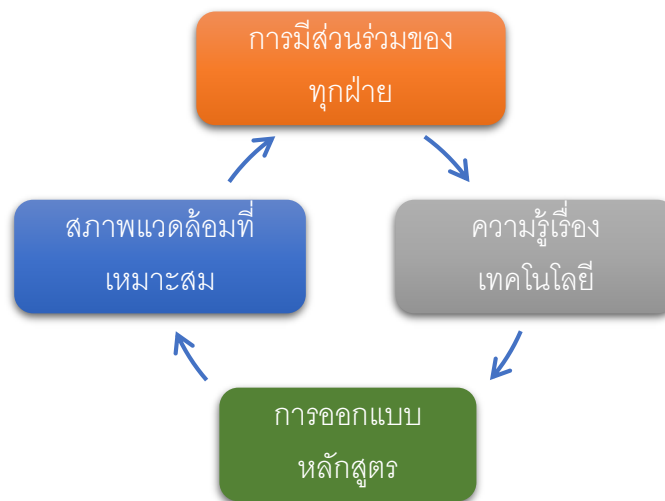 การมีส่วนร่วมของ
ทุกฝ่าย
สภาพแวดล้อมที่
เหมาะสม
ความรู้เรื่อง
เทคโนโลยี
การออกแบบ
หลักสูตร